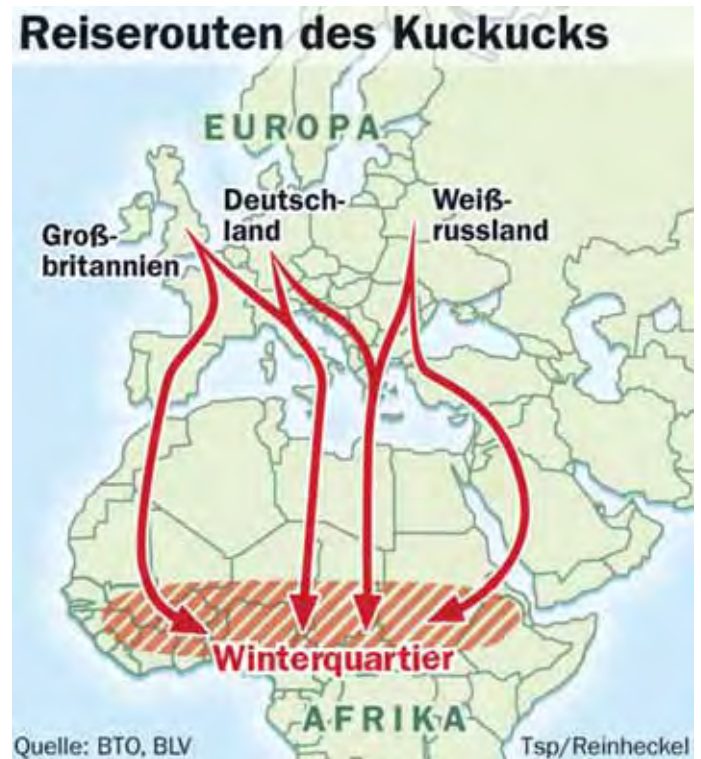 Reiserouten des Kuckucks
EUROPA
Deutsch-
land
Weiß-
russland
Groß-
britannien
Winterquartier
AFRIKA
Quelle: BTO, BLV
Tsp/Reinheckel